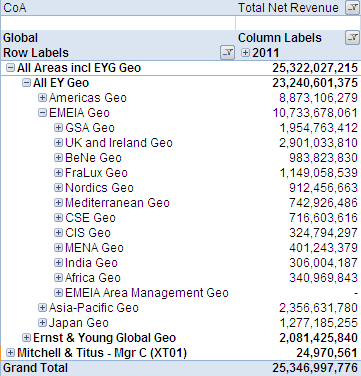 CoA Total Net Revenue
Global Column Labels
Row Labels 2011
All Areas incl EYG Geo 25,322,027,215
All EY Geo 23,240,601,375
Americas Geo 8,873,106,279
EMEIA Geo 10,733,678,061
GSA Geo 1,954,763,412
UK and Ireland Geo 2,901,033,810
BeNe Geo 983,823,830
FraLux Geo 1,149,058,539
Nordics Geo 912,456,663
Mediterranean Geo 742,926,486
CSE Geo 716,603,616
CIS Geo 324,794,297
MENA Geo 401,243,379
India Geo 306,004,187
Africa Geo 340,969,843
EMEIA Area Management Geo -
Asia-Pacific Geo 2,356,631,780
Japan Geo 1,277,185,255
Ernst & Young Global Geo 2,081,425,840
Mitchell & Titus - Mgr C (XT01) 24,970,561
Grand Total 25,346,997,776